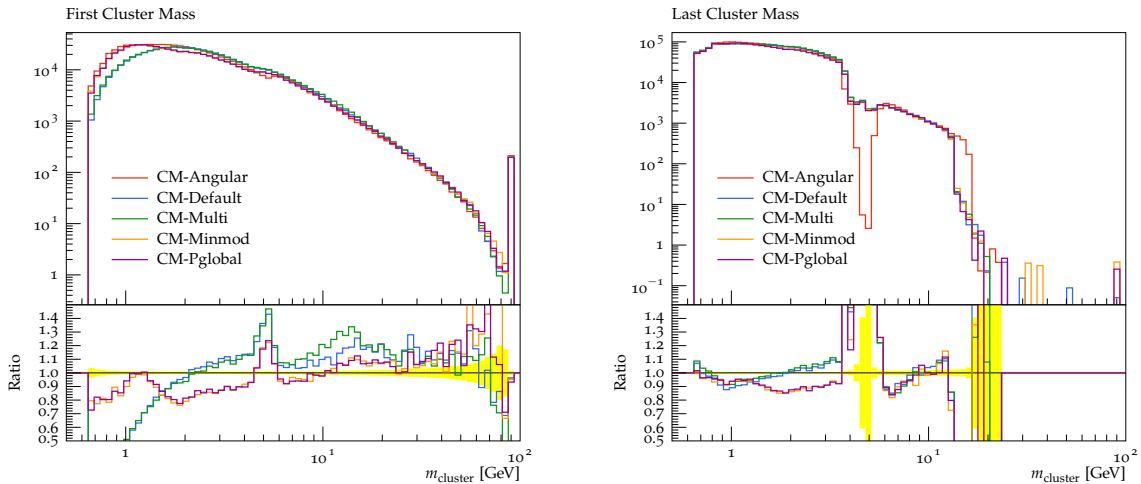 First Cluster Mass
10^4
10^3
10^2
10^1
1
CM-Angular
CM-Default
CM-Multi
CM-Minmod
CM-Pglobal
1.4
1.3
1.2
1.1
1.0
0.9
0.8
0.7
0.6
0.5
Ratio
1
10^1
10^2
m_cluster [GeV]
Last Cluster Mass
10^5
10^4
10^3
10^2
10^1
1
10^-1
CM-Angular
CM-Default
CM-Multi
CM-Minmod
CM-Pglobal
1.4
1.3
1.2
1.1
1.0
0.9
0.8
0.7
0.6
0.5
Ratio
1
10^1
10^2
m_cluster [GeV]